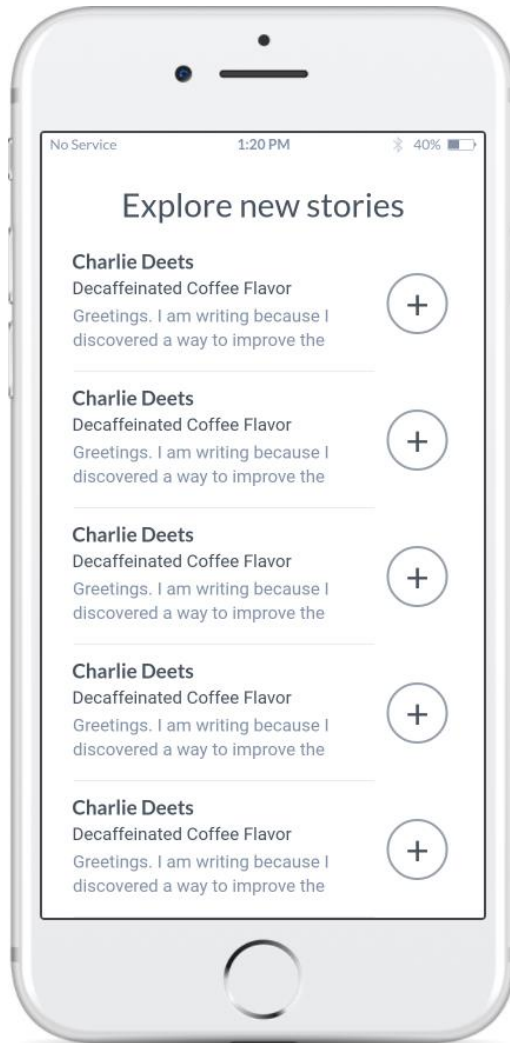 No Service 1:20 PM 40%
Explore new stories
Charlie Deets
Decaffeinated Coffee Flavor
Greetings. I am writing because I
discovered a way to improve the
Charlie Deets
Decaffeinated Coffee Flavor
Greetings. I am writing because I
discovered a way to improve the
Charlie Deets
Decaffeinated Coffee Flavor
Greetings. I am writing because I
discovered a way to improve the
Charlie Deets
Decaffeinated Coffee Flavor
Greetings. I am writing because I
discovered a way to improve the
Charlie Deets
Decaffeinated Coffee Flavor
Greetings. I am writing because I
discovered a way to improve the